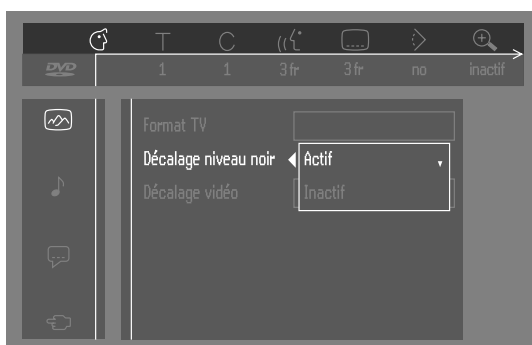 T C
DVD 1 1 3 fr 3 fr no inactif
Format TV
Décalage niveau noir Actif
Décalage vidéo Inactif